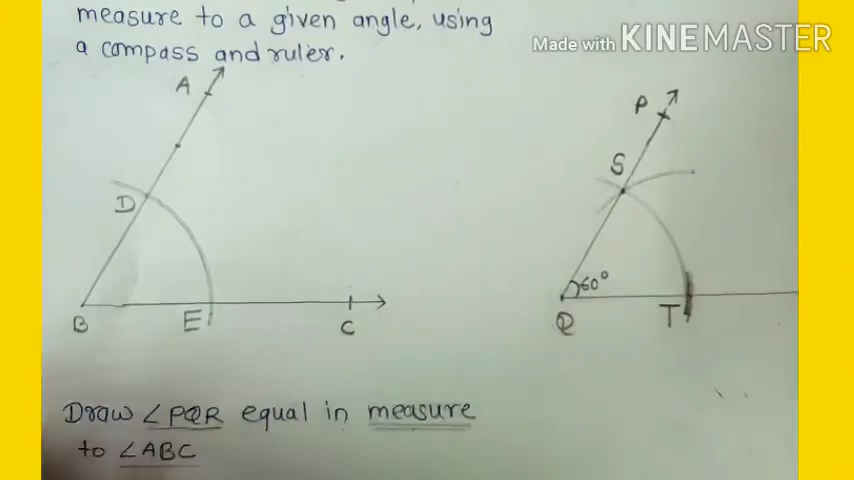 measure to a given angle, using
a compass and ruler.
Made with KINEMASTER
A
P
S
D
60°
B
E
C
Q
T
Draw ∠PQR equal in measure
to ∠ABC